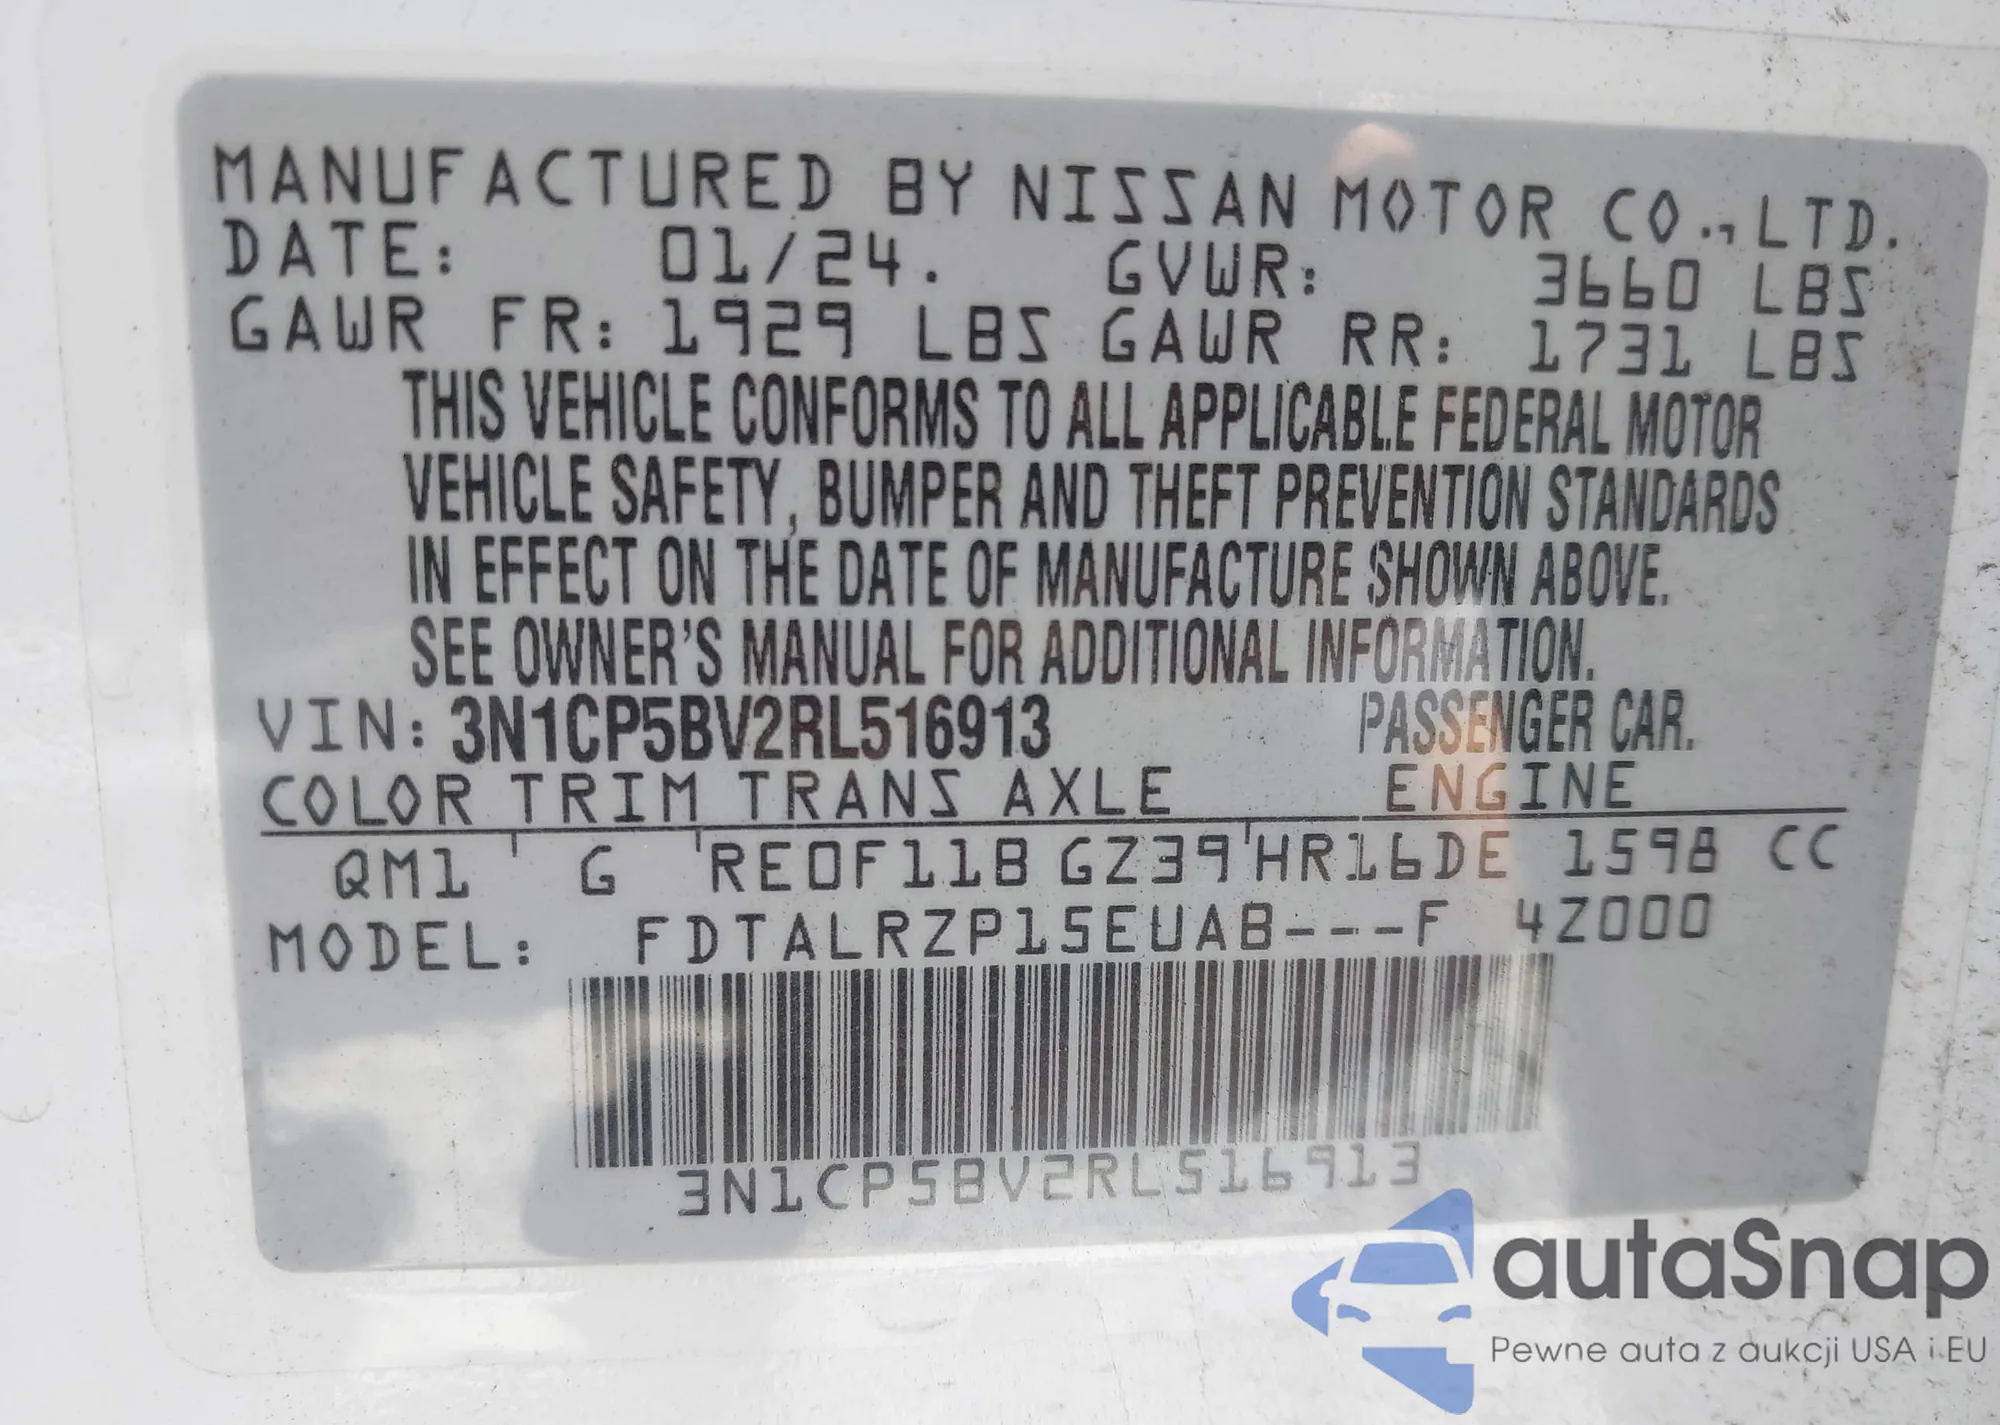 MANUFACTURED BY NISSAN MOTOR CO.,LTD.
DATE: 01/24. GVWR: 3660 LBS
GAWR FR: 1929 LBS GAWR RR: 1731 LBS
THIS VEHICLE CONFORMS TO ALL APPLICABLE FEDERAL MOTOR
VEHICLE SAFETY, BUMPER AND THEFT PREVENTION STANDARDS
IN EFFECT ON THE DATE OF MANUFACTURE SHOWN ABOVE.
SEE OWNER'S MANUAL FOR ADDITIONAL INFORMATION.
VIN: 3N1CP5BV2RL516913 PASSENGER CAR.
COLOR TRIM TRANS AXLE ENGINE
QM1 G RE0F11B GZ39 HR16DE 1598 CC
MODEL: FDTALRZP15EUAB---F 4Z000
3N1CP5BV2RL516913
autaSnap
Pewne auta z aukcji USA i EU